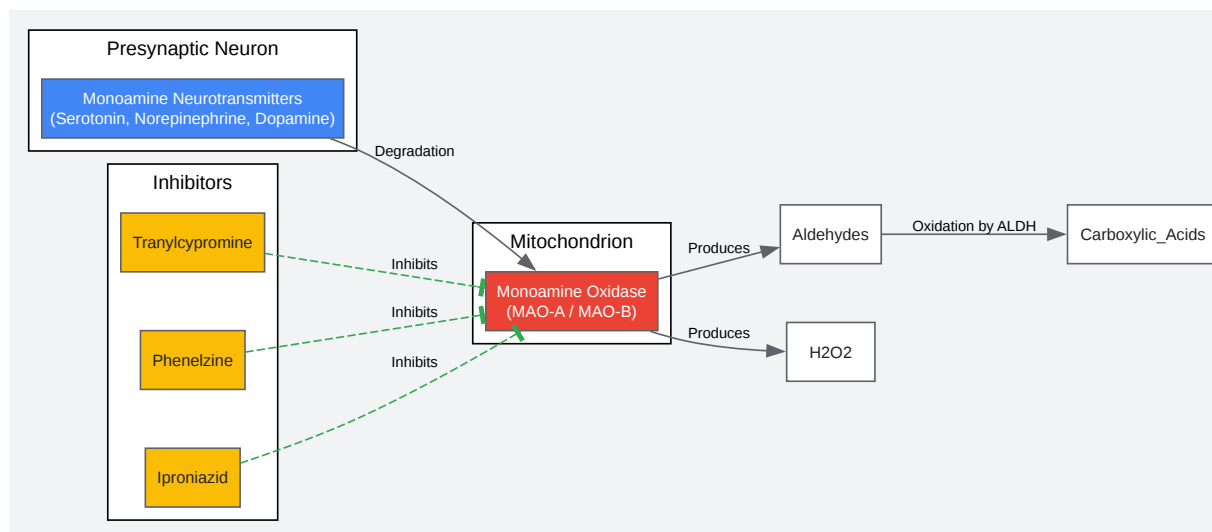 Presynaptic Neuron
Monoamine Neurotransmitters
(Serotonin, Norepinephrine, Dopamine)
Degradation
Inhibitors
Tranylcypromine
Inhibits
Phenelzine
Inhibits
Iproniazid
Inhibits
Mitochondrion
Monoamine Oxidase
(MAO-A / MAO-B)
Produces
Aldehydes
Oxidation by ALDH
Carboxylic_Acids
Produces
H2O2